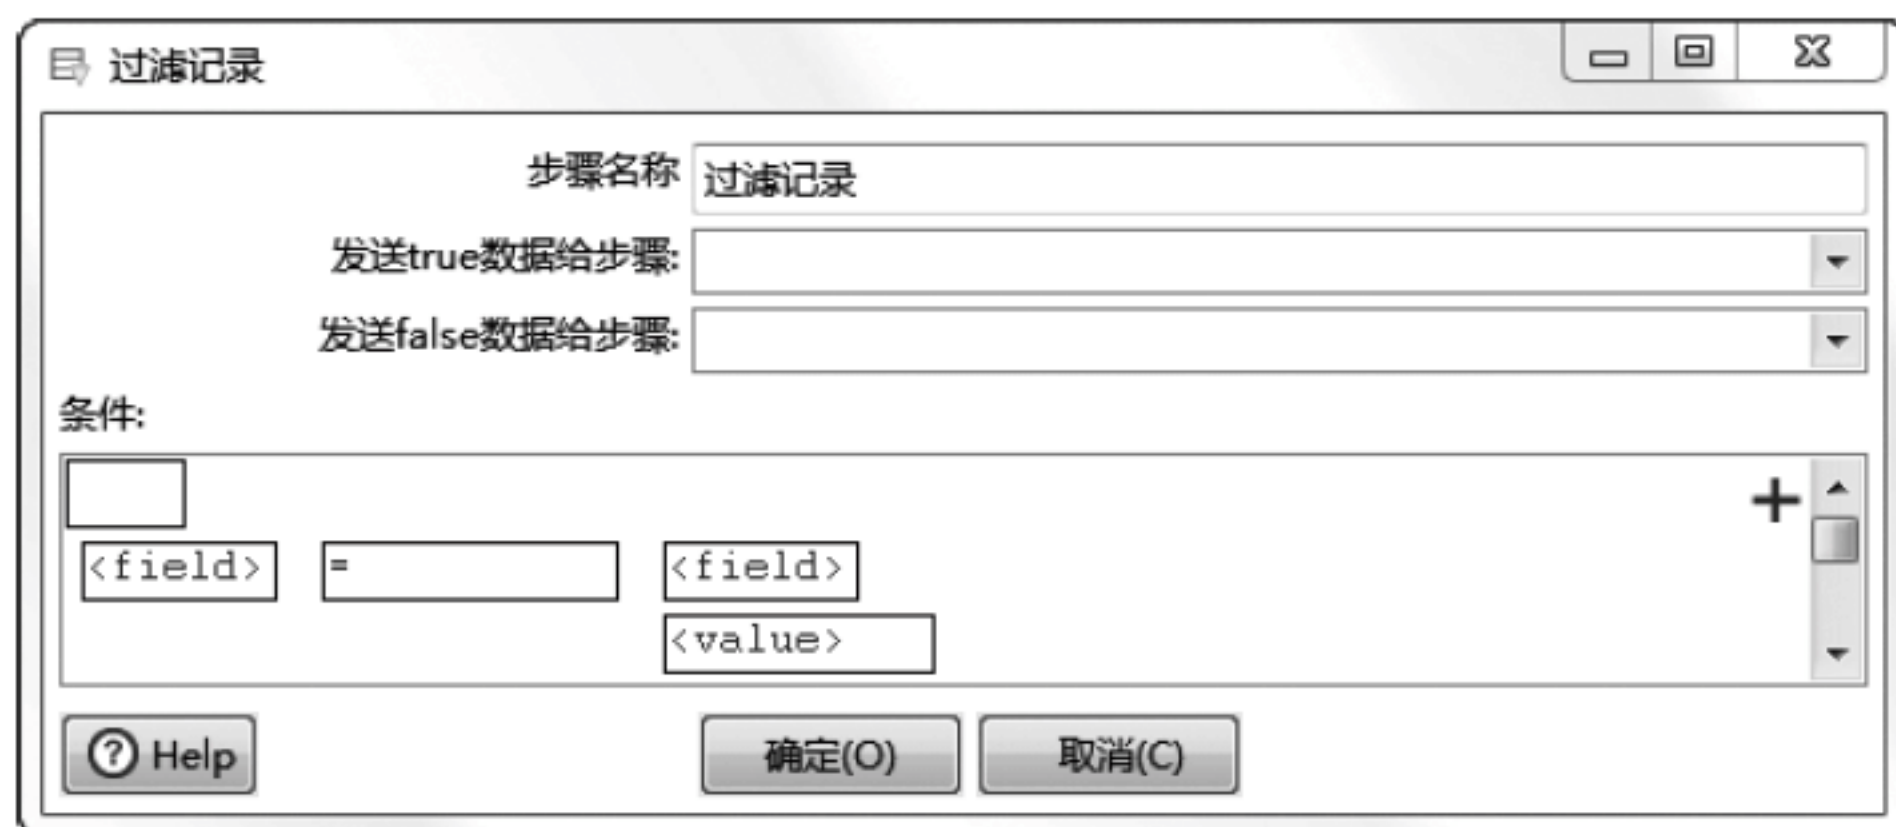 过滤记录
步骤名称 过滤记录
发送true数据给步骤:
发送false数据给步骤:
条件:
<field> = <field>
<value>
Help 确定(O) 取消(C)